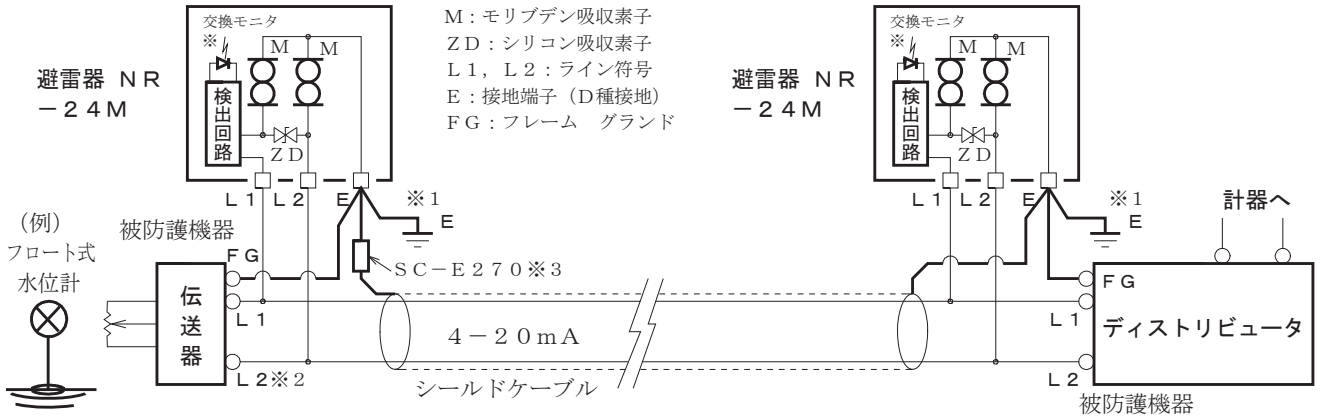 交換モニタ
※
M
M
避雷器 NR
－24M
検出回路
ZD
L1
L2
E
※1
E
M：モリブデン吸収素子
ZD：シリコン吸収素子
L1，L2：ライン符号
E：接地端子（D種接地）
FG：フレーム グランド
交換モニタ
※
M
M
避雷器 NR
－24M
検出回路
ZD
L1
L2
E
※1
E
計器へ
（例）
フロート式
水位計
被防護機器
FG
伝送器
L1
L2※2
SC－E270※3
4－20mA
シールドケーブル
FG
L1
L2
ディストリビュータ
被防護機器